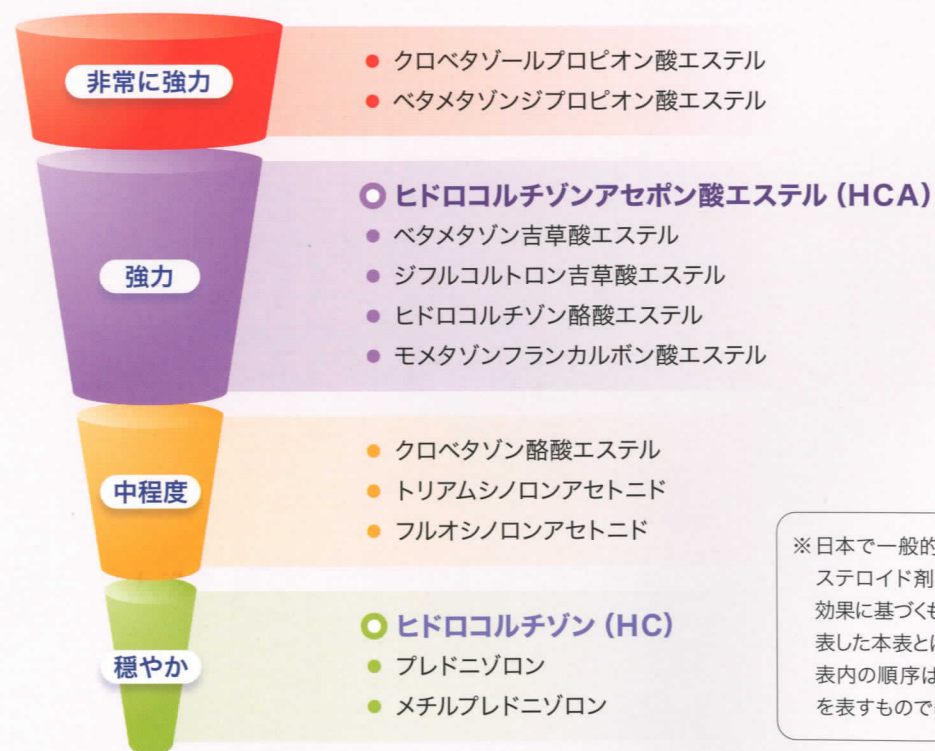 非常に強力
クロベタゾールプロピオン酸エステル
ベタメタゾンジプロピオン酸エステル
強力
ヒドロコルチゾンアセポン酸エステル（HCA）
ベタメタゾン吉草酸エステル
ジフルコルトロン吉草酸エステル
ヒドロコルチゾン酪酸エステル
モメタゾンフランカルボン酸エステル
中程度
クロベタゾン酪酸エステル
トリアムシノロンアセトニド
フルオシノロンアセトニド
穏やか
ヒドロコルチゾン（HC）
プレドニゾロン
メチルプレドニゾロン
※日本で一般的
ステロイド剤
効果に基づくも
表した本表とは
表内の順序は
を表すもので